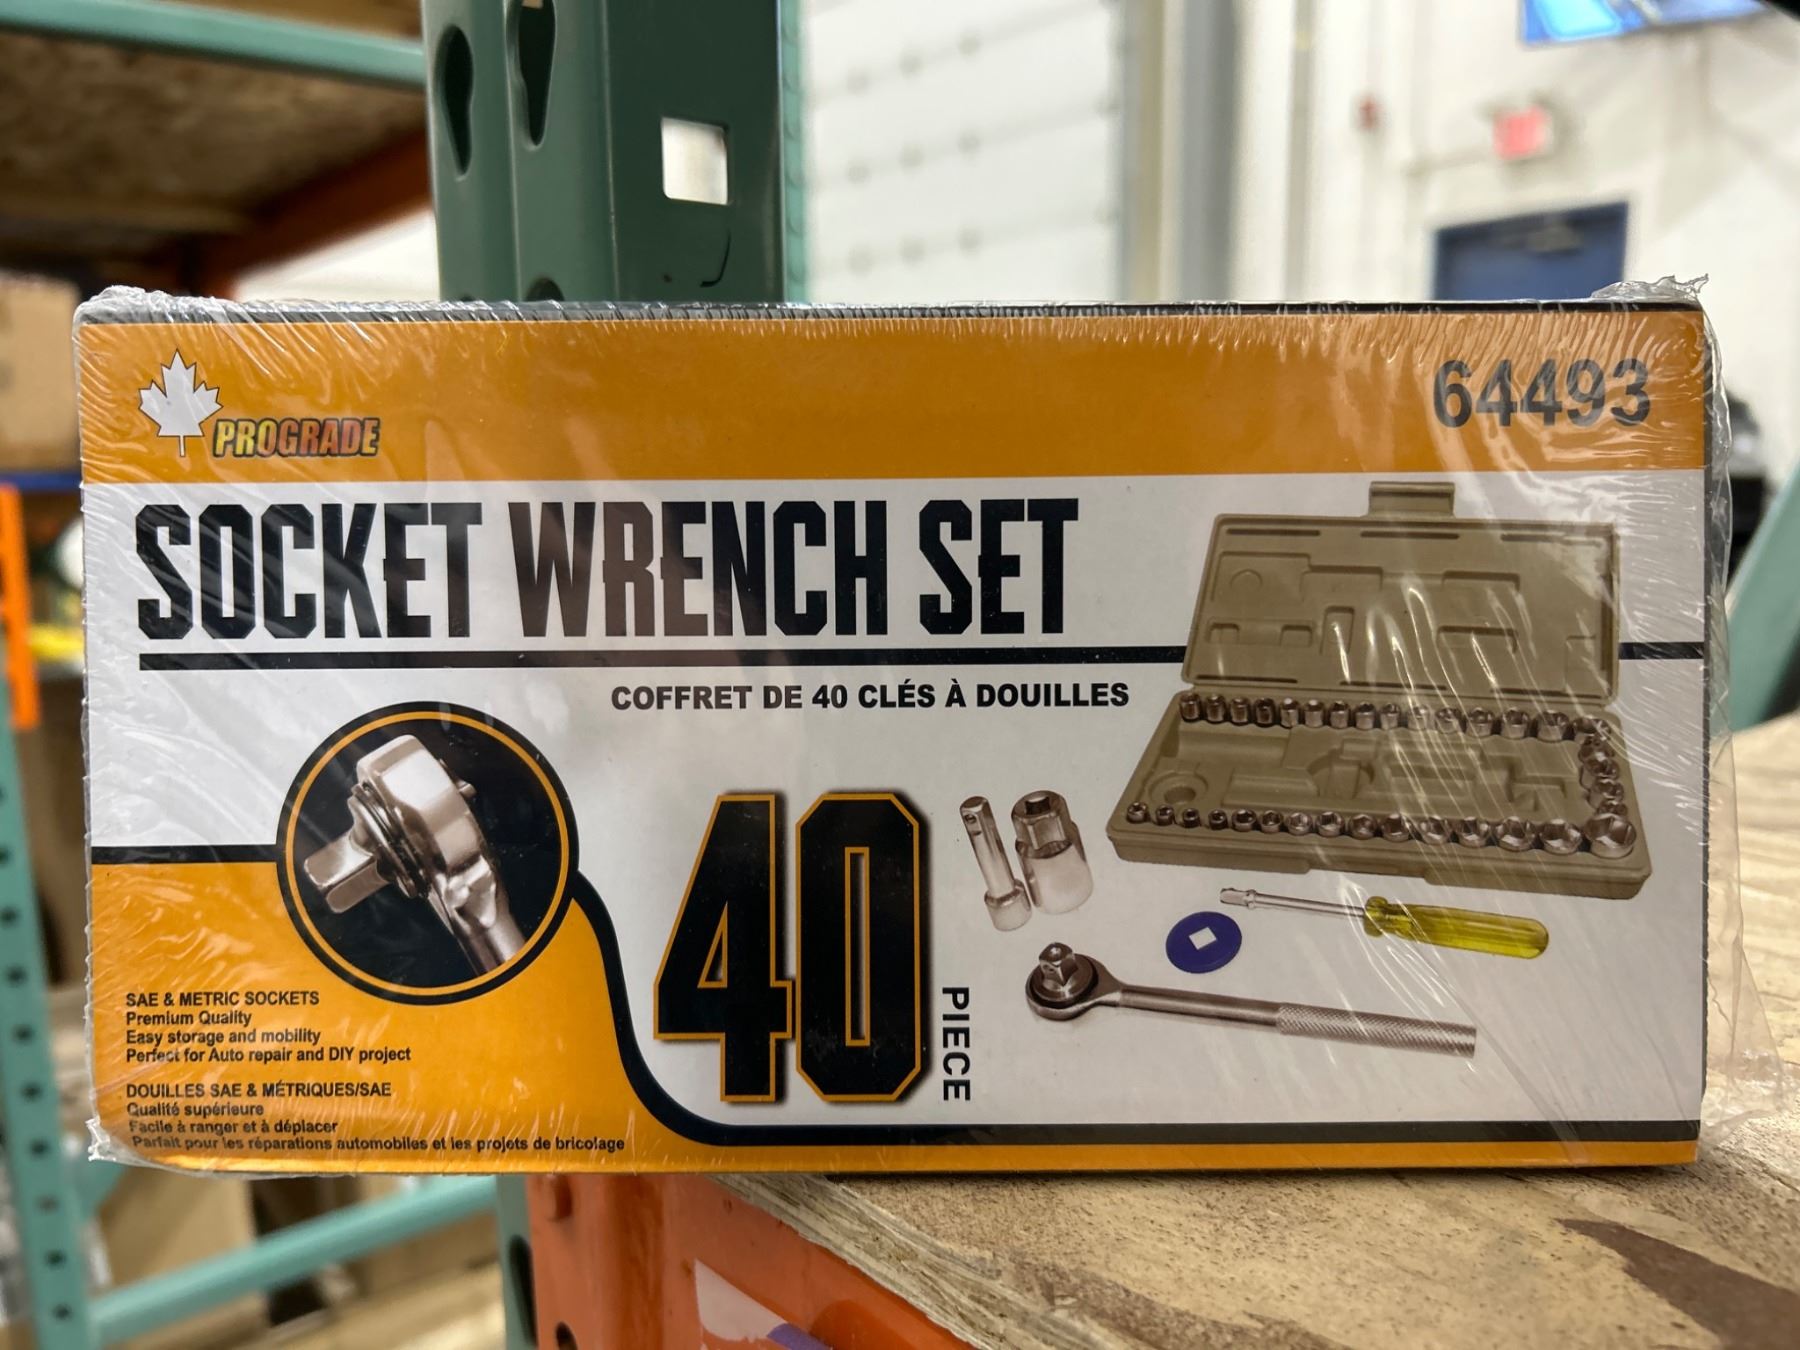 PROGRADE
64493
SOCKET WRENCH SET
COFFRET DE 40 CLÉS À DOUILLES
40
PIECE
SAE & METRIC SOCKETS
Premium Quality
Easy storage and mobility
Perfect for Auto repair and DIY project
DOUILLES SAE & MÉTRIQUES/SAE
Qualité supérieure
Facile à ranger et à déplacer
Parfait pour les réparations automobiles et les projets de bricolage